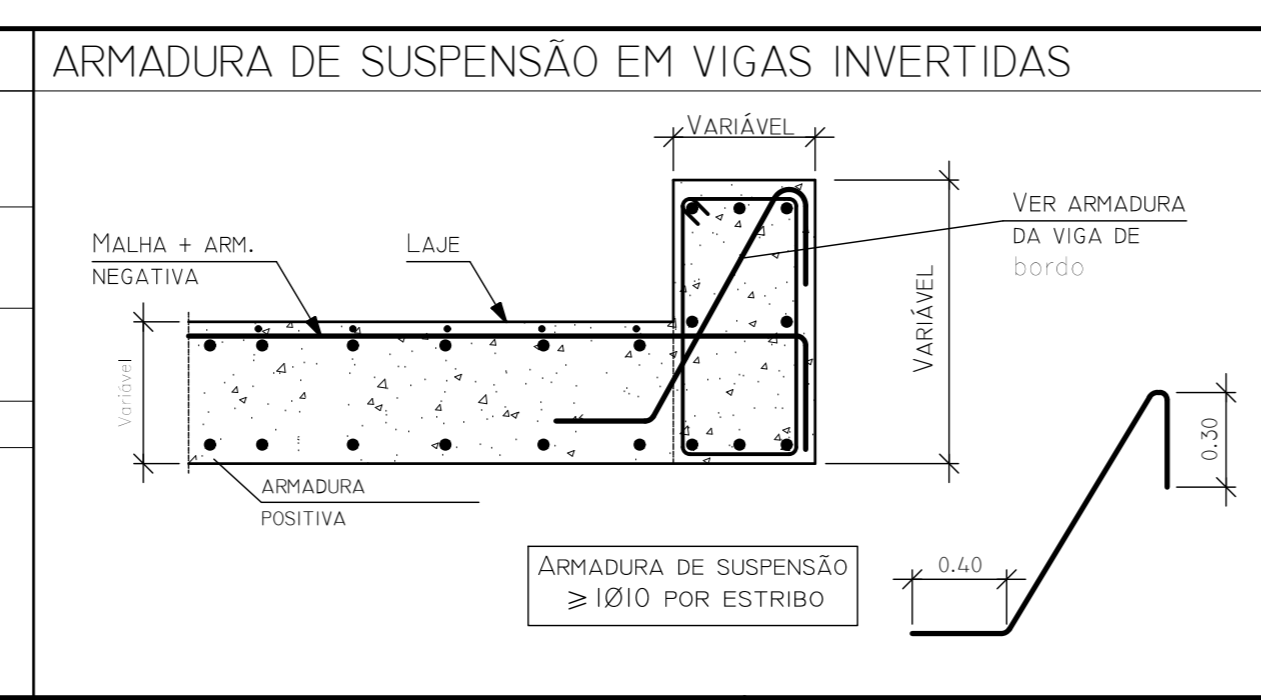 ARMADURA DE SUSPENSÃO EM VIGAS INVERTIDAS
VARIÁVEL
MALHA + ARM.
NEGATIVA
LAJE
VER ARMADURA
DA VIGA DE
bordo
VARIÁVEL
Variável
ARMADURA
POSITIVA
ARMADURA DE SUSPENSÃO
≥1Ø10 POR ESTRIBO
0.40
0.30